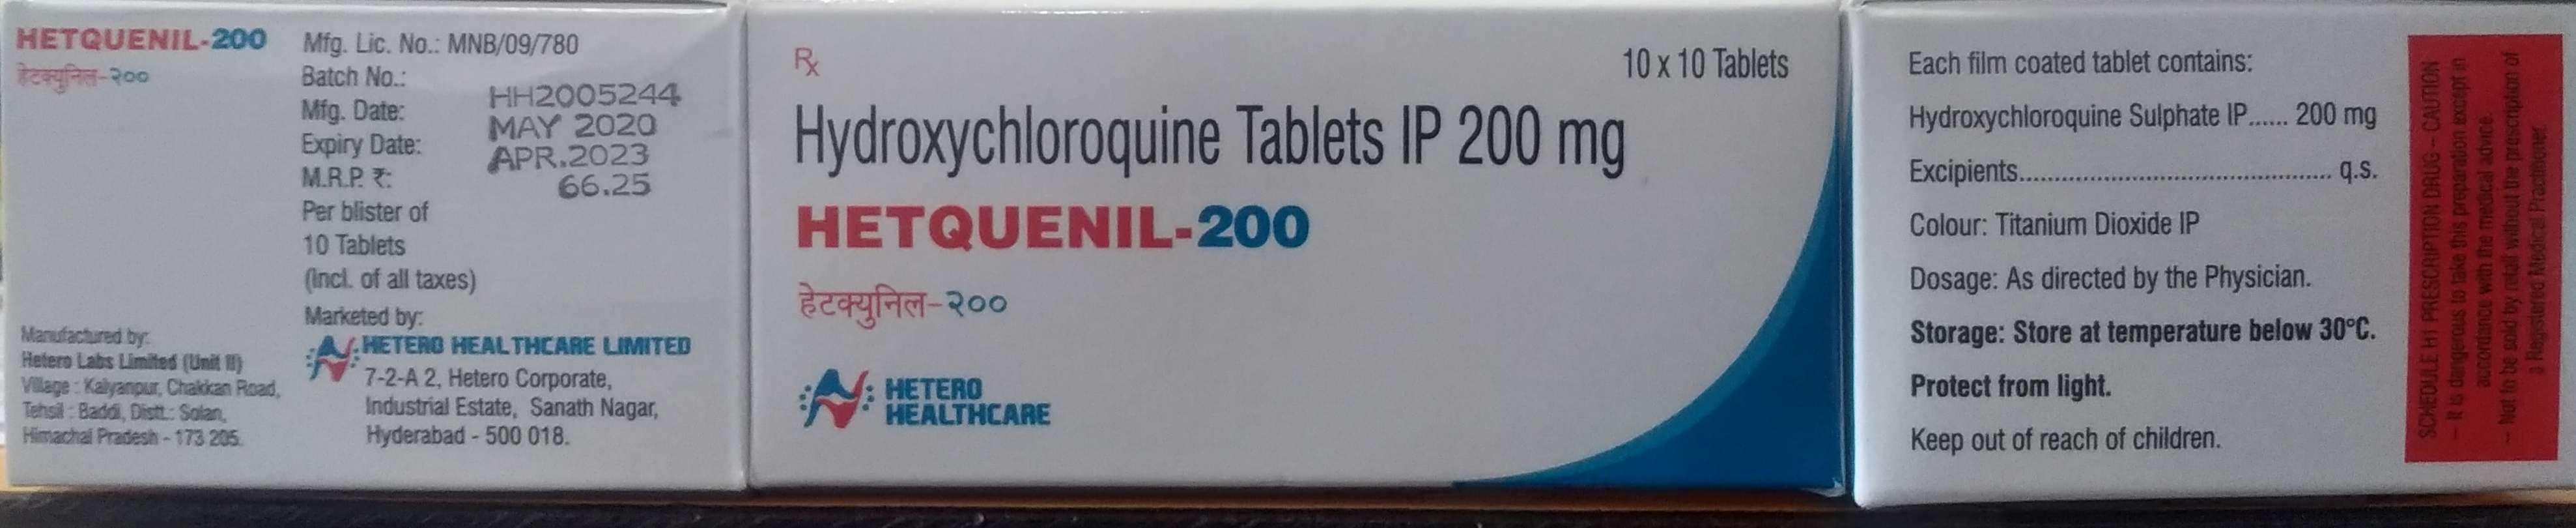 HETQUENIL-200
हेटक्युनिल-२००
Manufactured by:
Hetero Labs Limited (Unit II)
Village : Kalyanpur, Chakkan Road,
Tehsil : Baddi, Distt.: Solan,
Himachal Pradesh - 173 205.
Mfg. Lic. No.: MNB/09/780
Batch No.: HH2005244
Mfg. Date: MAY 2020
Expiry Date: APR.2023
M.R.P. ₹: 66.25
Per blister of
10 Tablets
(Incl. of all taxes)
Marketed by:
HETERO HEALTHCARE LIMITED
7-2-A 2, Hetero Corporate,
Industrial Estate, Sanath Nagar,
Hyderabad - 500 018.
Rx
10 x 10 Tablets
Hydroxychloroquine Tablets IP 200 mg
HETQUENIL-200
हेटक्युनिल-२००
HETERO
HEALTHCARE
Each film coated tablet contains:
Hydroxychloroquine Sulphate IP...... 200 mg
Excipients............................................. q.s.
Colour: Titanium Dioxide IP
Dosage: As directed by the Physician.
Storage: Store at temperature below 30°C.
Protect from light.
Keep out of reach of children.
SCHEDULE H1 PRESCRIPTION DRUG – CAUTION
– It is dangerous to take this preparation except in
accordance with the medical advice.
– Not to be sold by retail without the prescription of
a Registered Medical Practitioner.